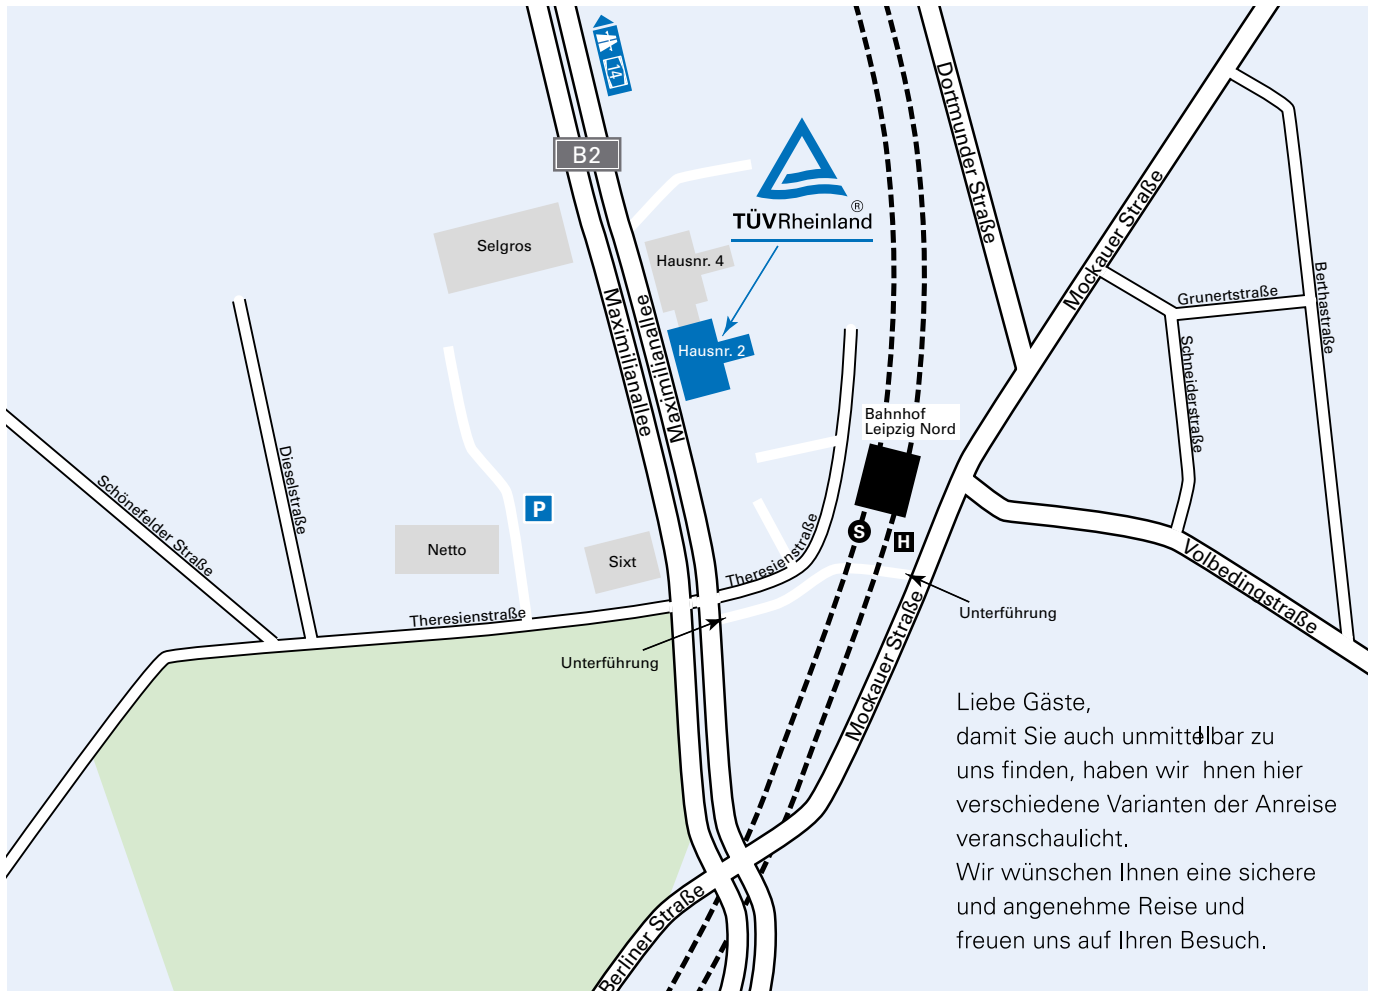 14
B2
TÜVRheinland
®
Selgros
Hausnr. 4
Hausnr. 2
Maximilianallee
Maximilianallee
Dortmunder Straße
Mockauer Straße
Grunertstraße
Berthastraße
Schneiderstraße
Bahnhof
Leipzig Nord
Schönefelder Straße
Dieselstraße
P
Netto
Sixt
S
H
Theresienstraße
Theresienstraße
Volbedingstraße
Unterführung
Unterführung
Mockauer Straße
Berliner Straße
Liebe Gäste,
damit Sie auch unmittelbar zu
uns finden, haben wir hnen hier
verschiedene Varianten der Anreise
veranschaulicht.
Wir wünschen Ihnen eine sichere
und angenehme Reise und
freuen uns auf Ihren Besuch.